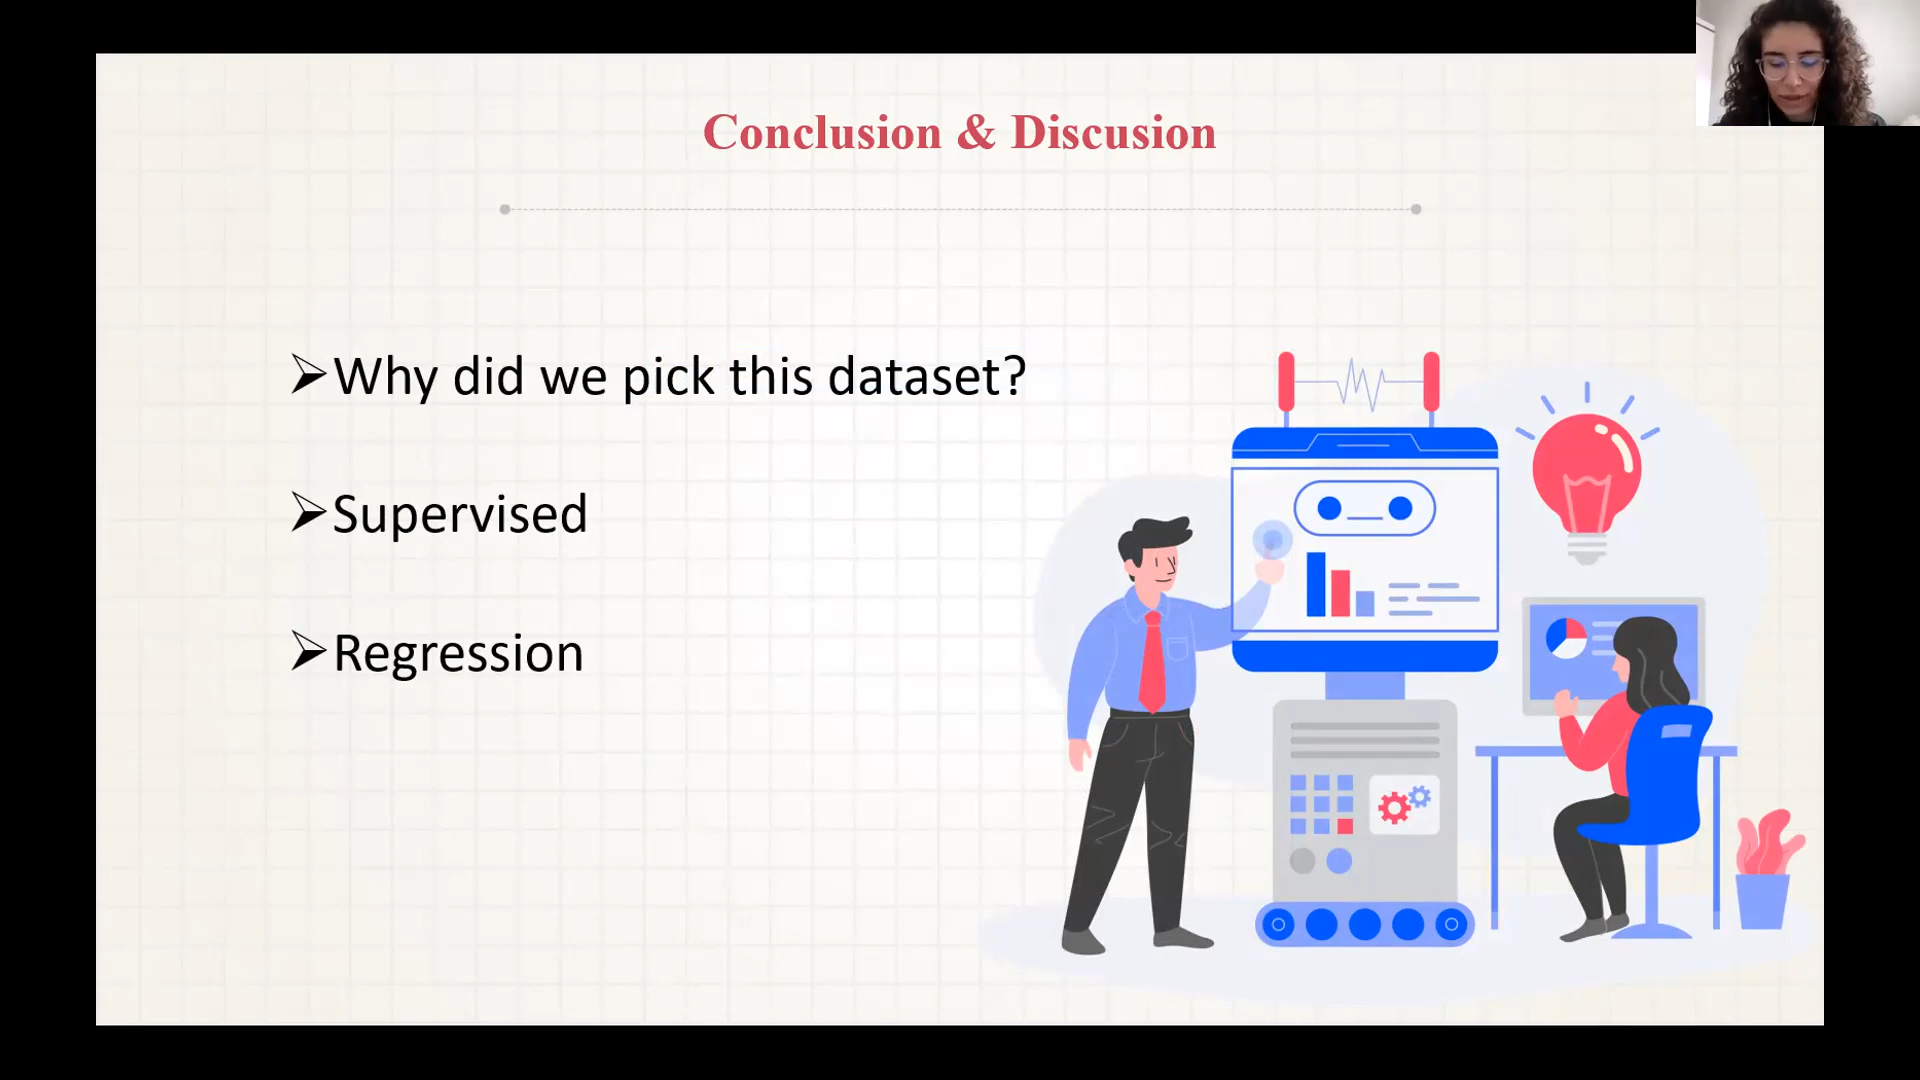 Conclusion & Discusion
➢Why did we pick this dataset?
➢Supervised
➢Regression